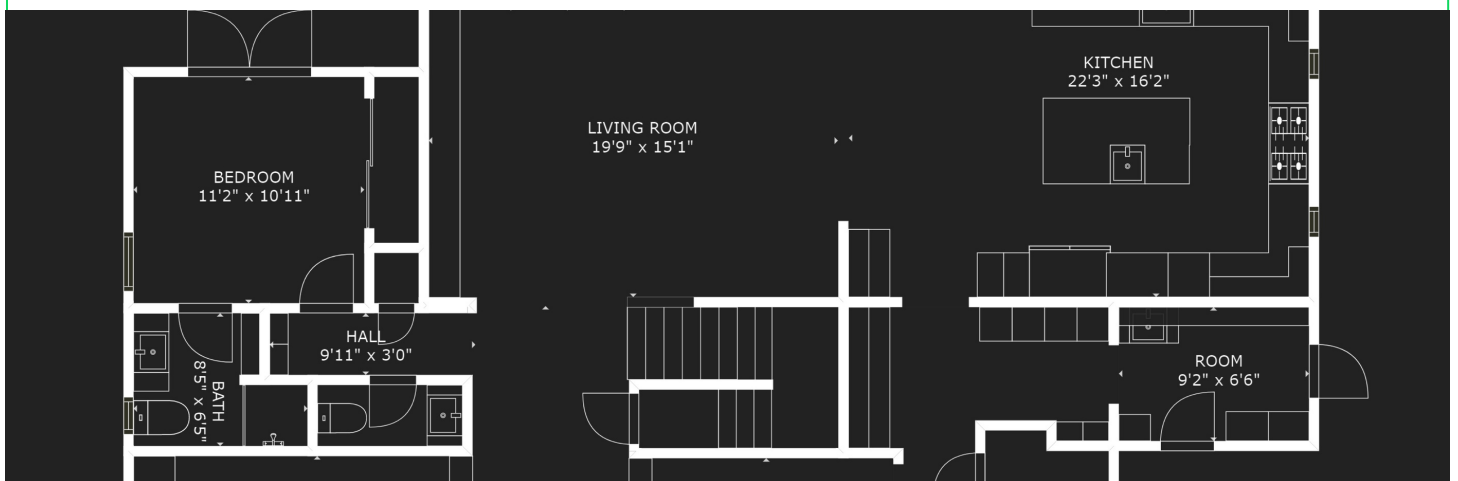 KITCHEN
22'3" x 16'2"
LIVING ROOM
19'9" x 15'1"
BEDROOM
11'2" x 10'11"
HALL
9'11" x 3'0"
ROOM
9'2" x 6'6"
BATH
8'5" x 6'5"